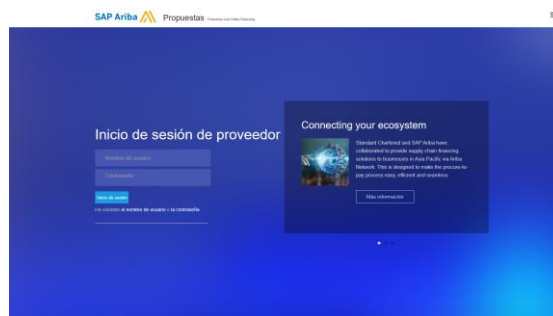 SAP Ariba Propuestas
Inicio de sesión de proveedor
Nombre de usuario
Contraseña
Inicio de sesión
Ha olvidado el nombre de usuario o la contraseña
Connecting your ecosystem
Standard Chartered and SAP Ariba have
collaborated to provide supply chain financing
solutions to businesses in Asia Pacific via Ariba
Network. This is designed to make the procure-to-
pay process easy, efficient and seamless.
Más información